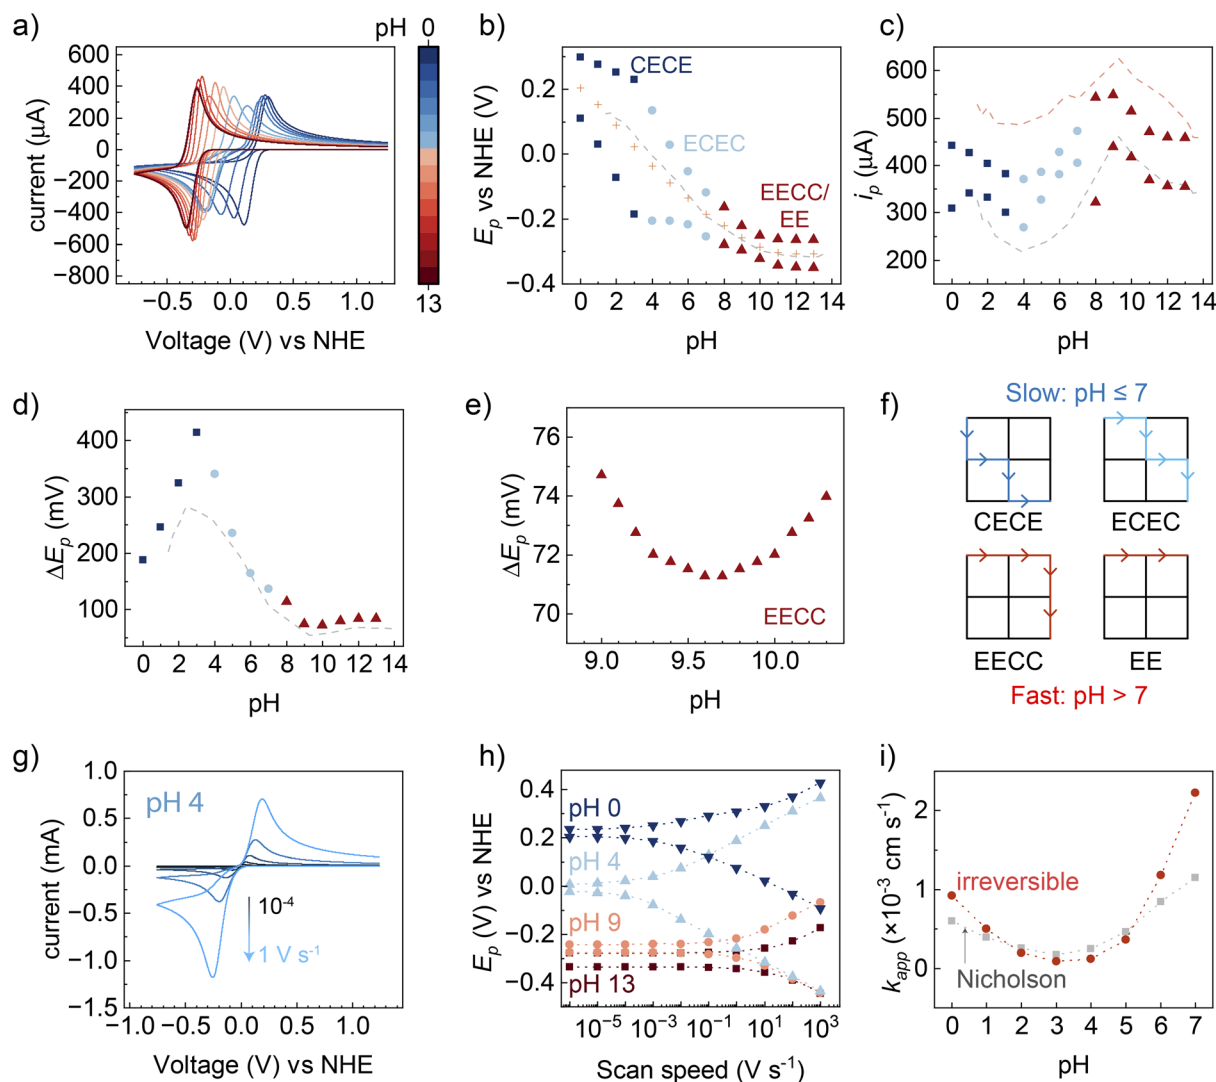 a)
pH 0
600
400
200
0
−200
−400
−600
−800
13
−0.5 0.0 0.5 1.0
current (µA)
Voltage (V) vs NHE
b)
CECE
ECEC
EECC/
EE
0.2
0.0
−0.2
−0.4
0 1 2 3 4 5 6 7 8 9 10 11 12 13
E_p vs NHE (V)
pH
c)
600
500
400
300
200
0 2 4 6 8 10 12 14
i_p (µA)
pH
d)
400
300
200
100
0 2 4 6 8 10 12 14
ΔE_p (mV)
pH
e)
76
74
72
70
EECC
9.0 9.5 10.0
ΔE_p (mV)
pH
f)
Slow: pH ≤ 7
CECE ECEC
EECC EE
Fast: pH > 7
g)
pH 4
1.0
0.5
0.0
−0.5
−1.0
−1.5
10⁻⁴
1 V s⁻¹
−1.0 −0.5 0.0 0.5 1.0
current (mA)
Voltage (V) vs NHE
h)
0.4
0.2
0.0
−0.2
−0.4
pH 0
pH 4
pH 9
pH 13
10⁻⁵ 10⁻³ 10⁻¹ 10¹ 10³
E_p (V) vs NHE
Scan speed (V s⁻¹)
i)
2
1
0
irreversible
Nicholson
0 1 2 3 4 5 6 7
k_app (×10⁻³ cm s⁻¹)
pH